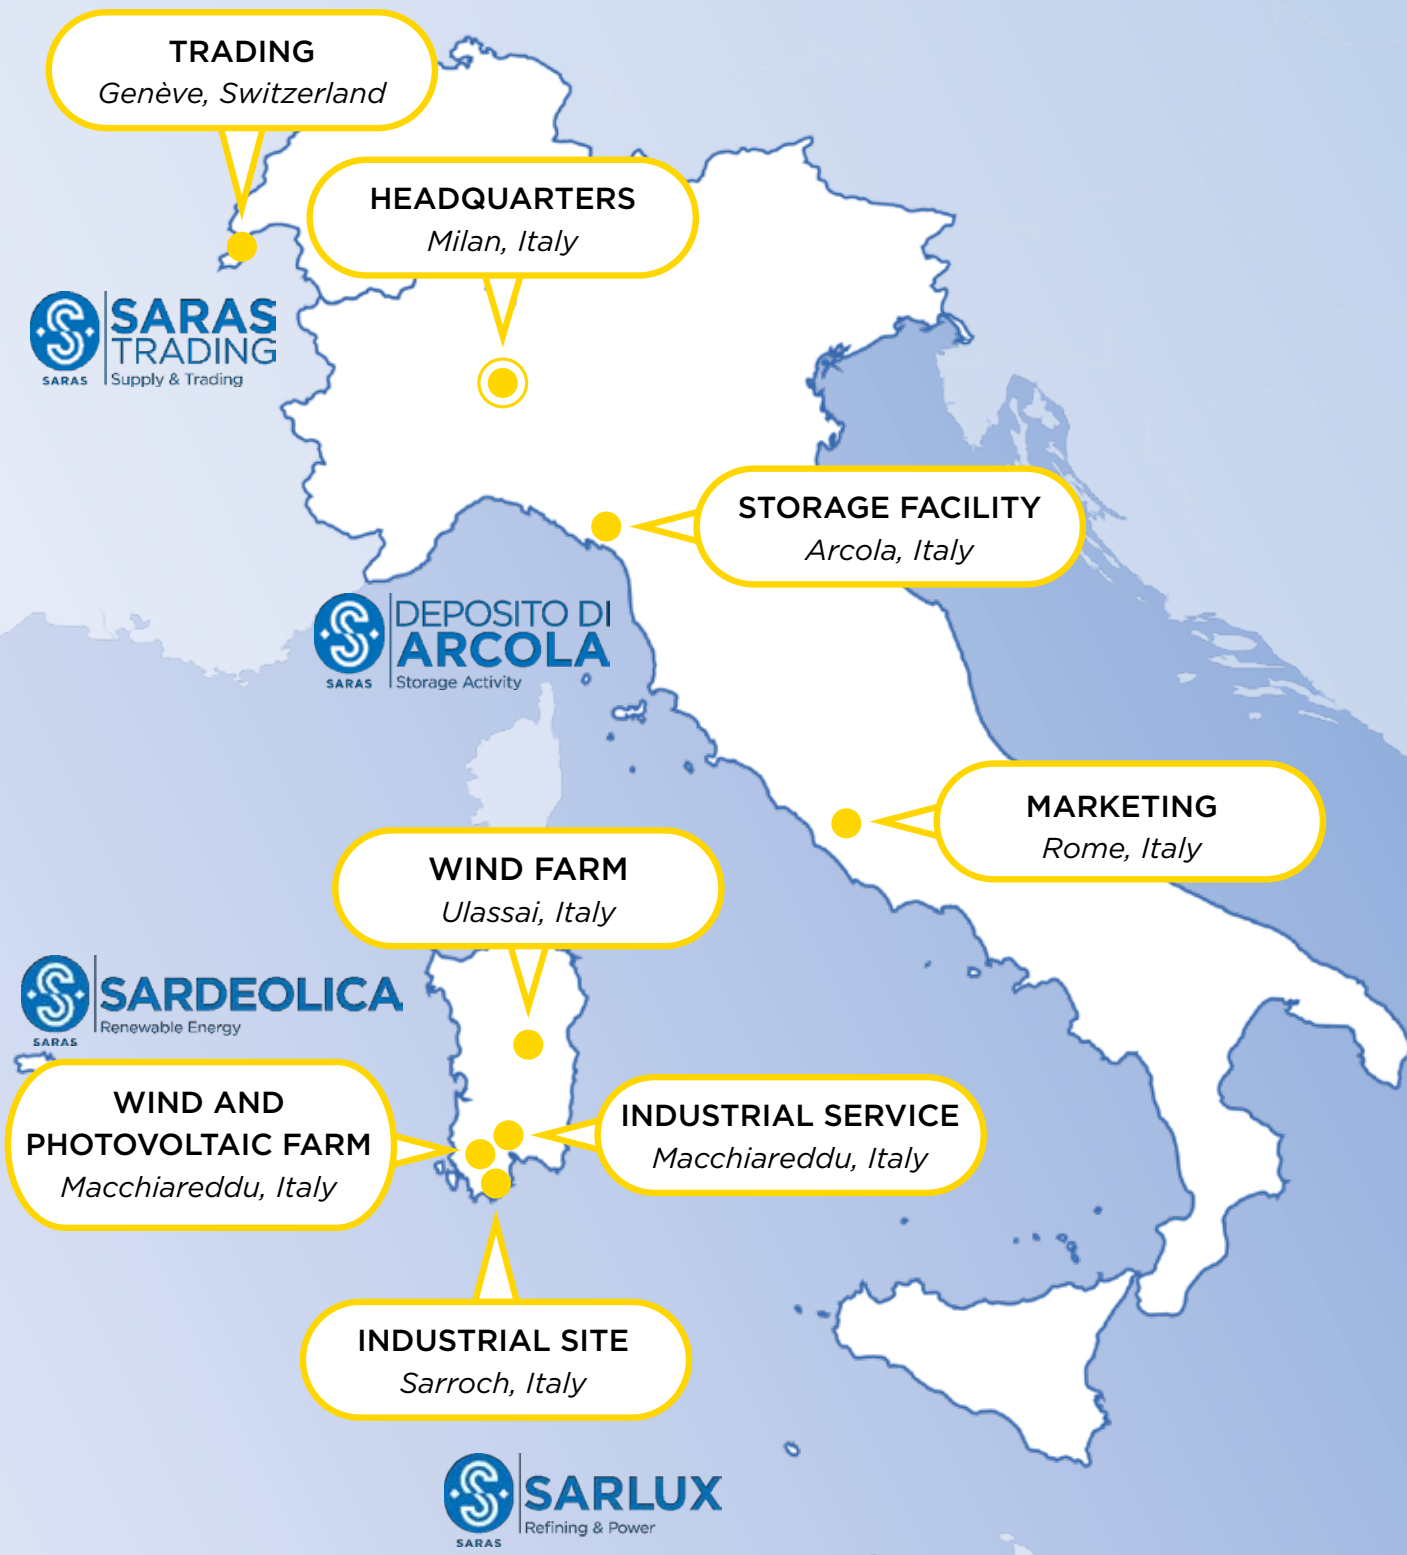 TRADING
Genève, Switzerland
HEADQUARTERS
Milan, Italy
SARAS
SARAS
TRADING
Supply & Trading
STORAGE FACILITY
Arcola, Italy
SARAS
DEPOSITO DI
ARCOLA
Storage Activity
MARKETING
Rome, Italy
WIND FARM
Ulassai, Italy
SARAS
SARDEOLICA
Renewable Energy
WIND AND
PHOTOVOLTAIC FARM
Macchiareddu, Italy
INDUSTRIAL SERVICE
Macchiareddu, Italy
INDUSTRIAL SITE
Sarroch, Italy
SARAS
SARLUX
Refining & Power